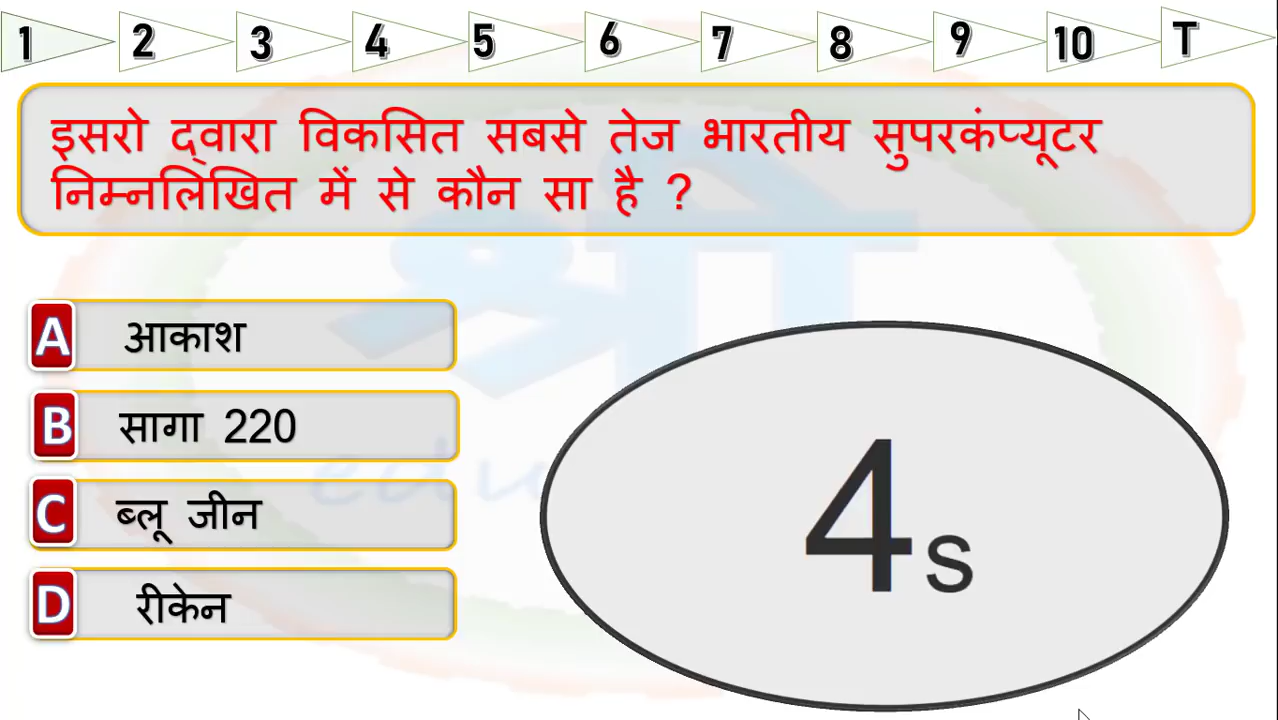 1 2 3 4 5 6 7 8 9 10 T
इसरो द्वारा विकसित सबसे तेज भारतीय सुपरकंप्यूटर
निम्नलिखित में से कौन सा है ?
A आकाश
B सागा 220
C ब्लू जीन
D रीकेन
4s
श्री
edu